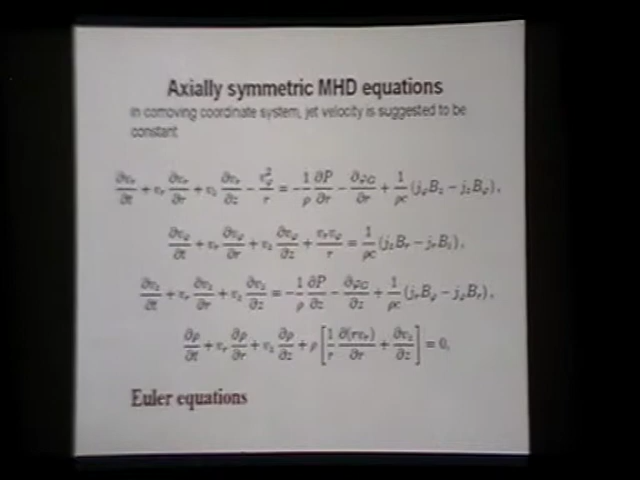 Axially symmetric MHD equations
In comoving coordinate system, jet velocity is suggested to be
constant
∂v_r/∂t + v_r ∂v_r/∂r + v_z ∂v_r/∂z − v_φ²/r = −1/ρ ∂P/∂r − ∂φ_G/∂r + 1/ρc (j_φB_z − j_zB_φ),
∂v_φ/∂t + v_r ∂v_φ/∂r + v_z ∂v_φ/∂z + v_rv_φ/r = 1/ρc (j_zB_r − j_rB_z),
∂v_z/∂t + v_r ∂v_z/∂r + v_z ∂v_z/∂z = −1/ρ ∂P/∂z − ∂φ_G/∂z + 1/ρc (j_rB_φ − j_φB_r),
∂ρ/∂t + v_r ∂ρ/∂r + v_z ∂ρ/∂z + ρ [1/r ∂(rv_r)/∂r + ∂v_z/∂z] = 0,
Euler equations